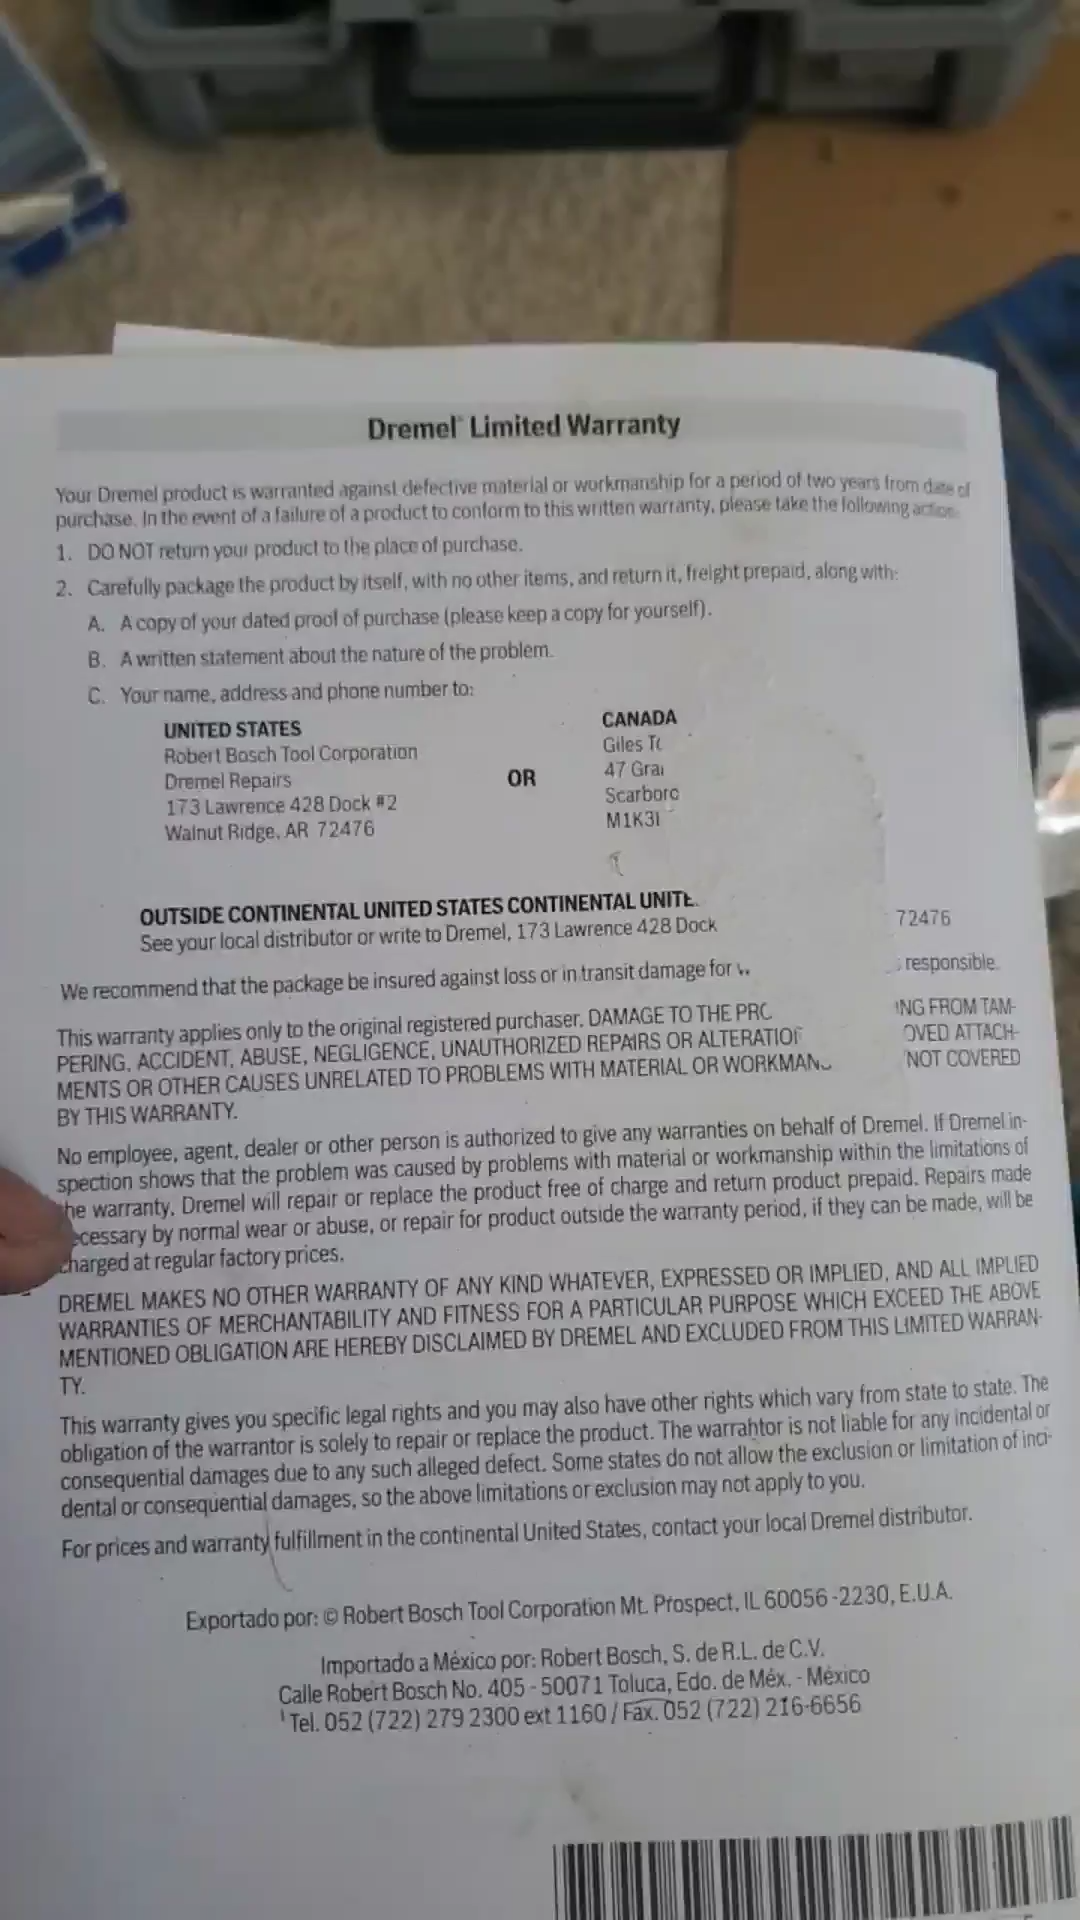 Dremel® Limited Warranty
Your Dremel product is warranted against defective material or workmanship for a period of two years from date of
purchase. In the event of a failure of a product to conform to this written warranty, please take the following action:
1. DO NOT return your product to the place of purchase.
2. Carefully package the product by itself, with no other items, and return it, freight prepaid, along with:
A. A copy of your dated proof of purchase (please keep a copy for yourself).
B. A written statement about the nature of the problem.
C. Your name, address and phone number to:
UNITED STATES
Robert Bosch Tool Corporation
Dremel Repairs
173 Lawrence 428 Dock #2
Walnut Ridge, AR 72476
OR
CANADA
Giles
47
M1K3
OUTSIDE CONTINENTAL UNITED STATES CONTINENTAL
See your local distributor or write to Dremel, 173 Lawrence 428 Dock 72476
We recommend that the package be insured against loss or in transit damage for responsible.
This warranty applies only to the original registered purchaser. DAMAGE TO THE ING FROM TAM-
PERING, ACCIDENT, ABUSE, NEGLIGENCE, UNAUTHORIZED REPAIRS OR OVED ATTACH-
MENTS OR OTHER CAUSES UNRELATED TO PROBLEMS WITH MATERIAL OR NOT COVERED
BY THIS WARRANTY.
No employee, agent, dealer or other person is authorized to give any warranties on behalf of Dremel. If Dremel in-
spection shows that the problem was caused by problems with material or workmanship within the limitations of
he warranty, Dremel will repair or replace the product free of charge and return product prepaid. Repairs made
ecessary by normal wear or abuse, or repair for product outside the warranty period, if they can be made, will be
charged at regular factory prices.
DREMEL MAKES NO OTHER WARRANTY OF ANY KIND WHATEVER, EXPRESSED OR IMPLIED, AND ALL IMPLIED
WARRANTIES OF MERCHANTABILITY AND FITNESS FOR A PARTICULAR PURPOSE WHICH EXCEED THE ABOVE
MENTIONED OBLIGATION ARE HEREBY DISCLAIMED BY DREMEL AND EXCLUDED FROM THIS LIMITED WARRAN-
TY.
This warranty gives you specific legal rights and you may also have other rights which vary from state to state. The
obligation of the warrantor is solely to repair or replace the product. The warrantor is not liable for any incidental or
consequential damages due to any such alleged defect. Some states do not allow the exclusion or limitation of inci-
dental or consequential damages, so the above limitations or exclusion may not apply to you.
For prices and warranty fulfillment in the continental United States, contact your local Dremel distributor.
Exportado por: © Robert Bosch Tool Corporation Mt. Prospect, IL 60056 -2230, E.U.A.
Importado a México por: Robert Bosch, S. de R.L. de C.V.
Calle Robert Bosch No. 405 - 50071 Toluca, Edo. de Méx. - México
Tel. 052 (722) 279 2300 ext 1160 / Fax. 052 (722) 216-6656